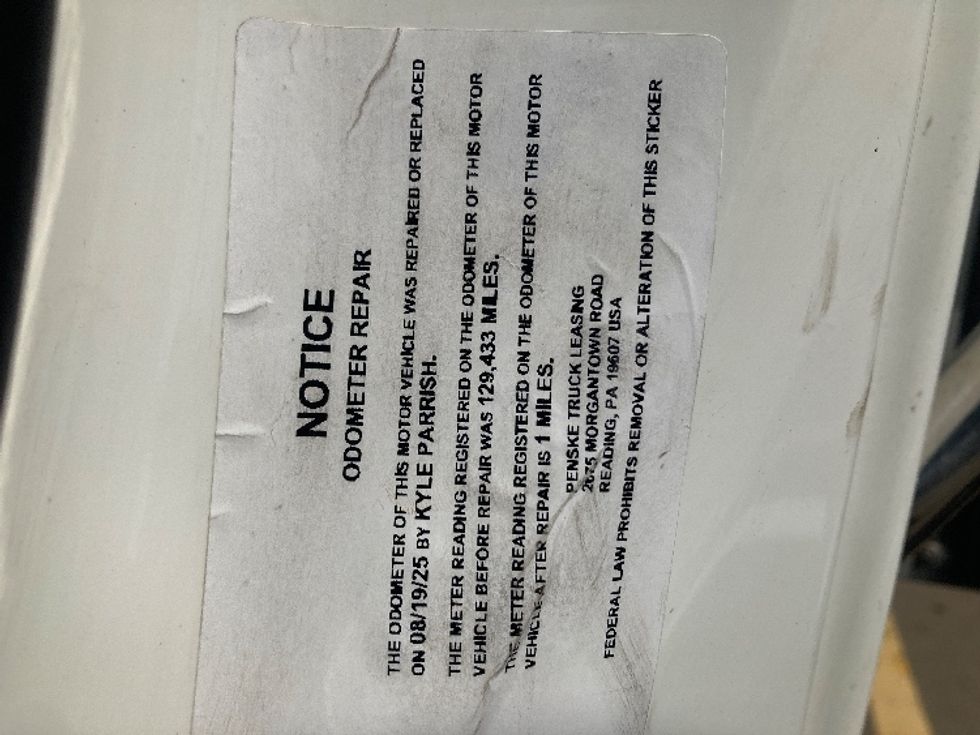 NOTICE
ODOMETER REPAIR
THE ODOMETER OF THIS MOTOR VEHICLE WAS REPAIRED OR REPLACED
ON 08/19/25 BY KYLE PARRISH.
THE METER READING REGISTERED ON THE ODOMETER OF THIS MOTOR
VEHICLE BEFORE REPAIR WAS 129,433 MILES.
THE METER READING REGISTERED ON THE ODOMETER OF THIS MOTOR
VEHICLE AFTER REPAIR IS 1 MILES.
PENSKE TRUCK LEASING
2675 MORGANTOWN ROAD
READING, PA 19607 USA
FEDERAL LAW PROHIBITS REMOVAL OR ALTERATION OF THIS STICKER